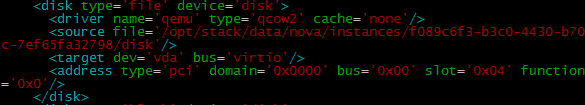 <disk type='file' device='disk'>
<driver name='qemu' type='qcow2' cache='none'/>
<source file='/opt/stack/data/nova/instances/f089c6f3-b3c0-4430-b70
c-7ef65fa32798/disk'/>
<target dev='vda' bus='virtio'/>
<address type='pci' domain='0x0000' bus='0x00' slot='0x04' function
='0x0'/>
</disk>